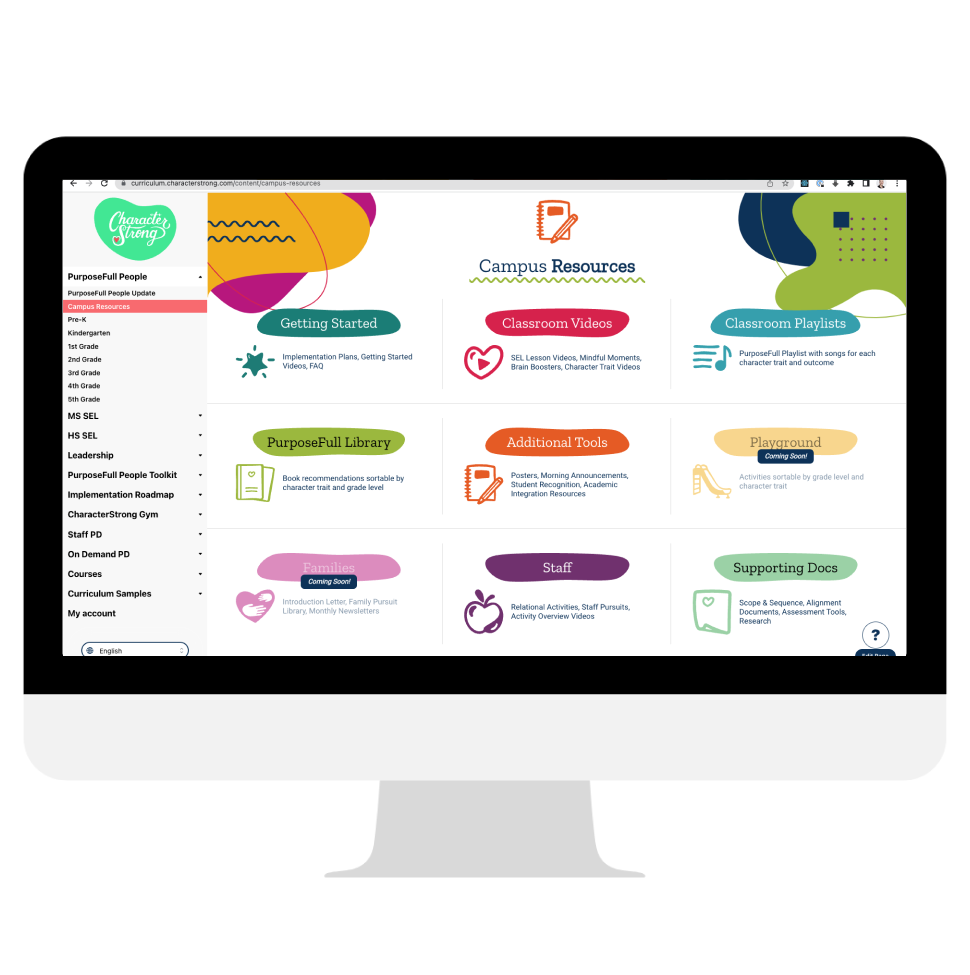 curriculum.characterstrong.com/content/campus-resources
Character
Strong
PurposeFull People
PurposeFull People Update
Campus Resources
Pre-K
Kindergarten
1st Grade
2nd Grade
3rd Grade
4th Grade
5th Grade
MS SEL
HS SEL
Leadership
PurposeFull People Toolkit
Implementation Roadmap
CharacterStrong Gym
Staff PD
On Demand PD
Courses
Curriculum Samples
My account
English
Campus Resources
Getting Started
Implementation Plans, Getting Started
Videos, FAQ
Classroom Videos
SEL Lesson Videos, Mindful Moments,
Brain Boosters, Character Trait Videos
Classroom Playlists
PurposeFull Playlist with songs for each
character trait and outcome
PurposeFull Library
Book recommendations sortable by
character trait and grade level
Additional Tools
Posters, Morning Announcements,
Student Recognition, Academic
Integration Resources
Playground
Coming Soon!
Activities sortable by grade level and
character trait
Families
Coming Soon!
Introduction Letter, Family Pursuit
Library, Monthly Newsletters
Staff
Relational Activities, Staff Pursuits,
Activity Overview Videos
Supporting Docs
Scope & Sequence, Alignment
Documents, Assessment Tools,
Research
?
Edit Page